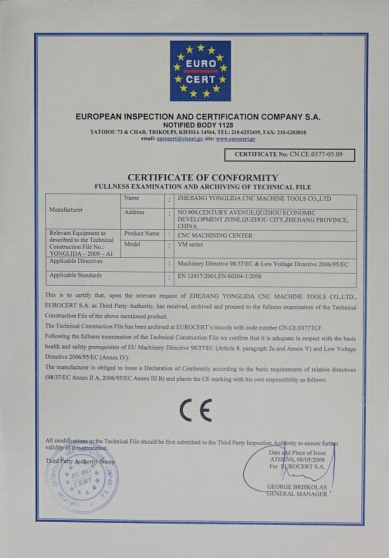 EURO
CERT
EUROPEAN INSPECTION AND CERTIFICATION COMPANY S.A.
NOTIFIED BODY 1128
TATOIOU 73 & CHAR. TRIKOUPI, KIFISIA 14564, TEL: 210-6252495, FAX: 210-6203018
email: eurocert@otenet.gr, site: www.eurocert.gr
CERTIFICATE No: CN.CE.0377-05.09
CERTIFICATE OF CONFORMITY
FULLNESS EXAMINATION AND ARCHIVING OF TECHNICAL FILE
Manufacturer
Name : ZHEJIANG YONGLIDA CNC MACHINE TOOLS CO.,LTD
Address : NO.909,CENTURY AVENUE,QUZHOU ECONOMIC
DEVELOPMENT ZONE,QUZHOU CITY,ZHEJIANG PROVINCE,
CHINA
Relevant Equipment as
described to the Technical
Construction File No.:
YONGLIDA – 2009 – A1
Product Name : CNC MACHINING CENTER
Model : VM series
Applicable Directives : Machinery Directive 98/37/EC & Low Voltage Directive 2006/95/EC
Applicable Standards : EN 12417:2001,EN 60204-1:2006
This is to certify that, upon the relevant request of ZHEJIANG YONGLIDA CNC MACHINE TOOLS CO.,LTD.,
EUROCERT S.A. as Third Party Authority, has received, archived and proceed to the fullness examination of the Technical
Construction File of the above mentioned product.
The Technical Construction File has been archived at EUROCERT'S records with code number CN.CE.0377TCF.
Following the fullness examination of the Technical Construction File we confirm that it is adequate in respect with the basic
health and safety prerequisites of EU Machinery Directive 98/37/EC (Article 8, paragraph 2a and Annex V) and Low Voltage
Directive 2006/95/EC (Annex IV).
The manufacturer is obliged to issue a Declaration of Conformity according to the basic requirements of relative directives
(98/37/EC Annex II A, 2006/95/EC Annex III B) and places the CE marking with his own responsibility as follows:
CE
All modifications to the Technical File should be first submitted to the Third Party Inspection Authority to ensure further
validity of this attestation.
Third Party Authority Stamp
EURO
CERT
Date and Place of Issue
ATHENS, 08/05/2009
For EUROCERT S.A.
GEORGE BRISKOLAS
GENERAL MANAGER